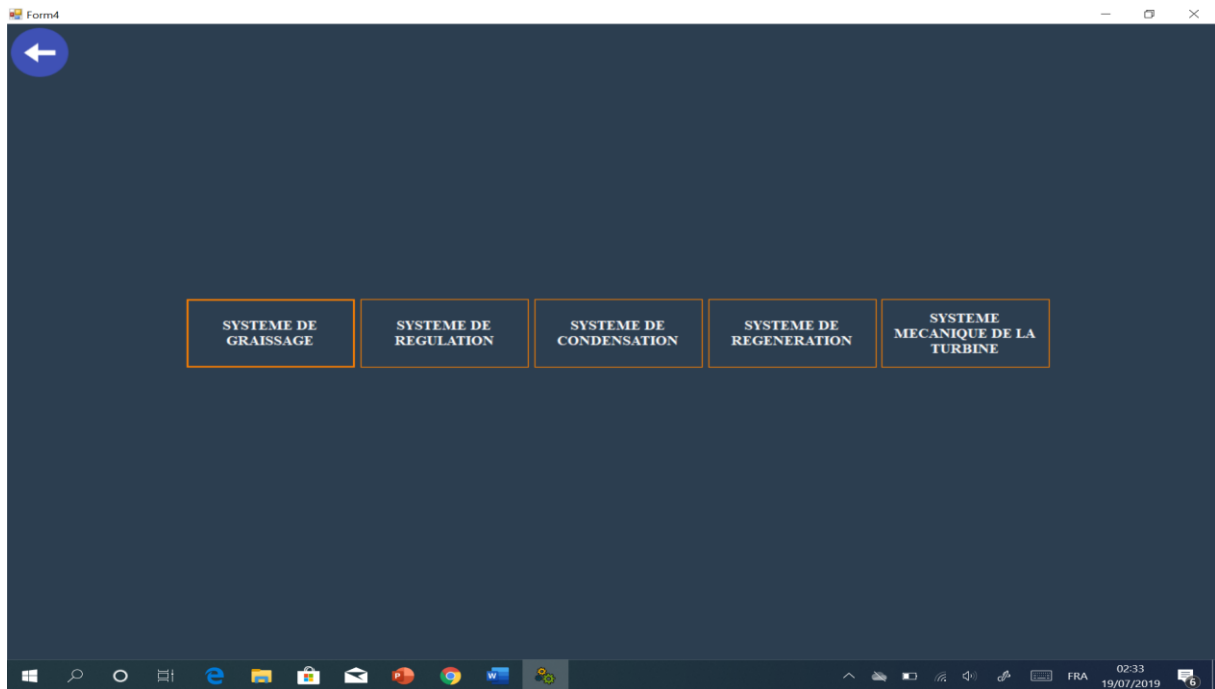 Form4
SYSTEME DE
GRAISSAGE
SYSTEME DE
REGULATION
SYSTEME DE
CONDENSATION
SYSTEME DE
REGENERATION
SYSTEME
MECANIQUE DE LA
TURBINE
FRA
02:33
19/07/2019
6